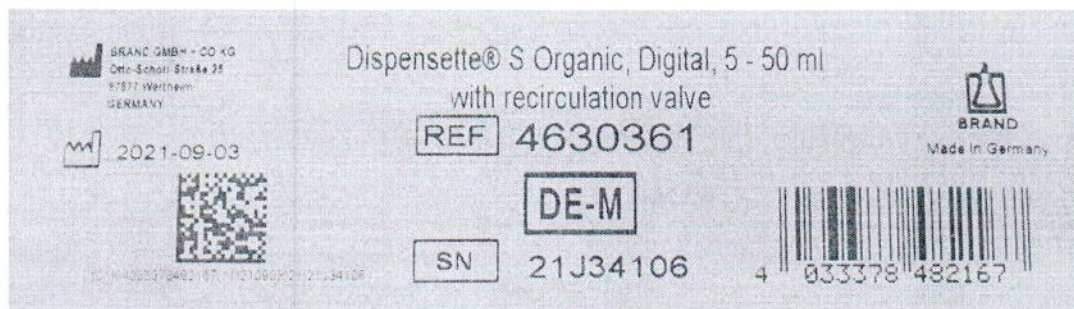 BRAND GMBH + CO KG
Otto-Schott-Straße 25
97877 Wertheim
GERMANY
2021-09-03
Dispensette® S Organic, Digital, 5 - 50 ml
with recirculation valve
REF 4630361
DE-M
SN 21J34106
BRAND
Made in Germany
4 033378 482167